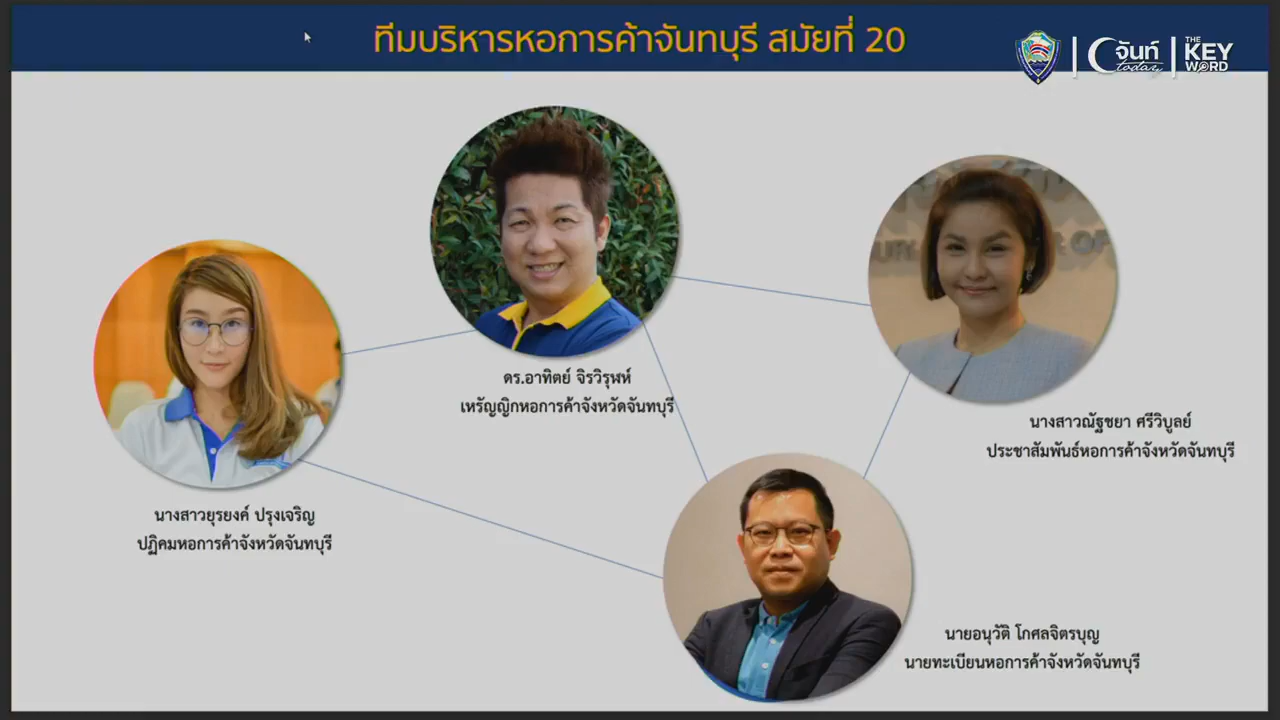 ทีมบริหารหอการค้าจันทบุรี สมัยที่ 20
จันท์
today
THE
KEY
WORD
ดร.อาทิตย์ จิรวิรุฬห์
เหรัญญิกหอการค้าจังหวัดจันทบุรี
นางสาวณัฐชยา ศรีวิบูลย์
ประชาสัมพันธ์หอการค้าจังหวัดจันทบุรี
นางสาวยุรยงค์ ปรุงเจริญ
ปฏิคมหอการค้าจังหวัดจันทบุรี
นายอนุวัติ โกศลจิตรบุญ
นายทะเบียนหอการค้าจังหวัดจันทบุรี